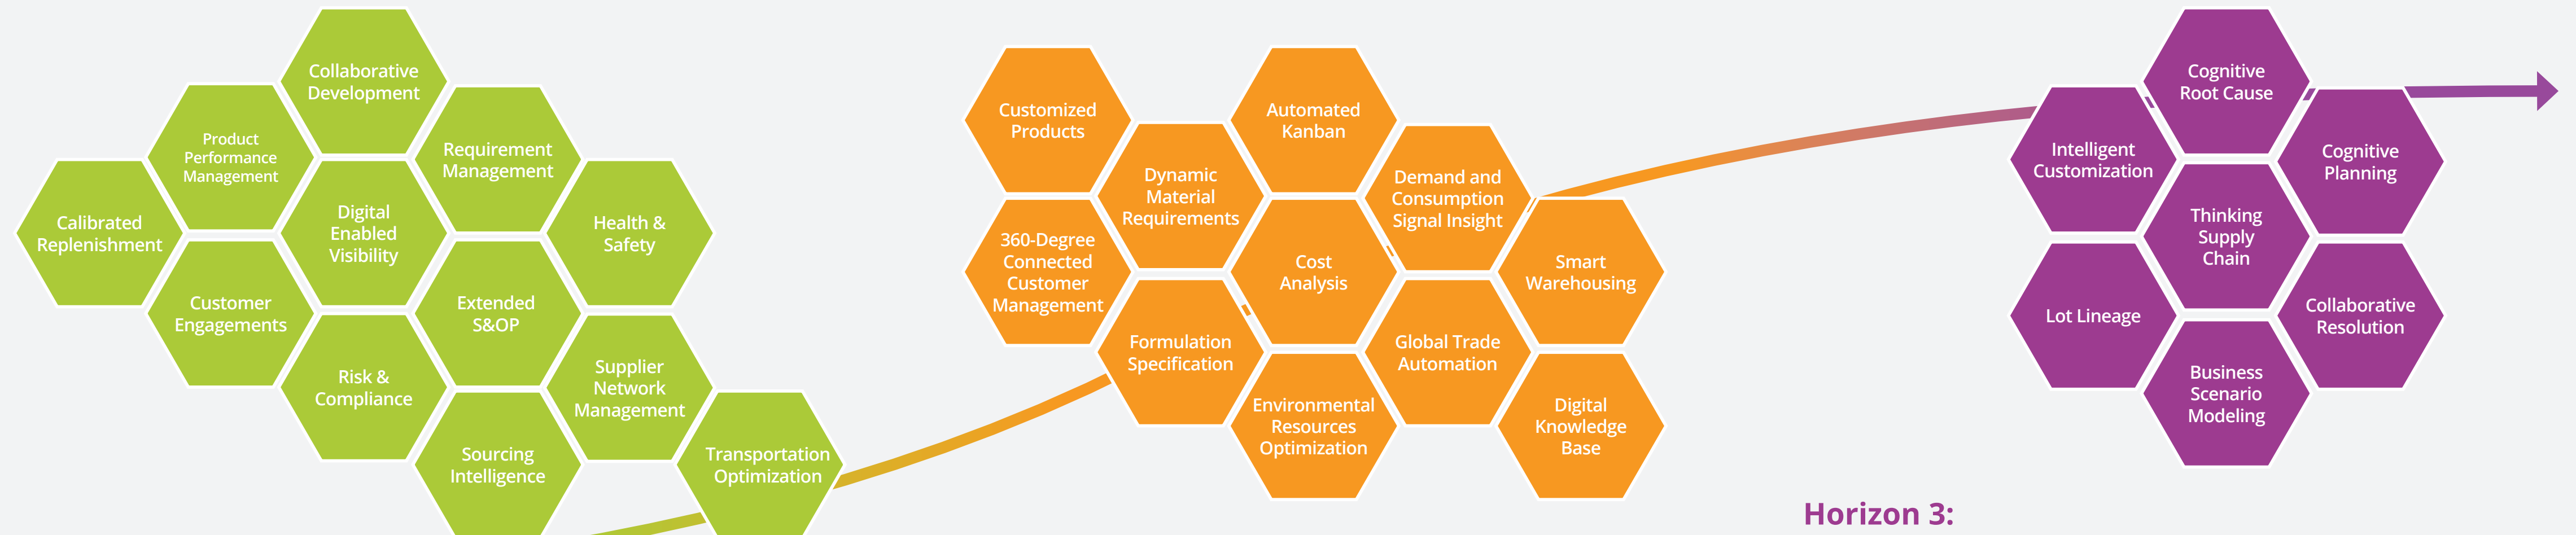 Collaborative
Development
Product
Performance
Management
Requirement
Management
Calibrated
Replenishment
Digital
Enabled
Visibility
Health &
Safety
Customer
Engagements
Extended
S&OP
Risk &
Compliance
Supplier
Network
Management
Sourcing
Intelligence
Transportation
Optimization
Customized
Products
Automated
Kanban
Dynamic
Material
Requirements
Demand and
Consumption
Signal Insight
360-Degree
Connected
Customer
Management
Cost
Analysis
Smart
Warehousing
Formulation
Specification
Global Trade
Automation
Environmental
Resources
Optimization
Digital
Knowledge
Base
Cognitive
Root Cause
Intelligent
Customization
Cognitive
Planning
Thinking
Supply
Chain
Lot Lineage
Collaborative
Resolution
Business
Scenario
Modeling
Horizon 3: